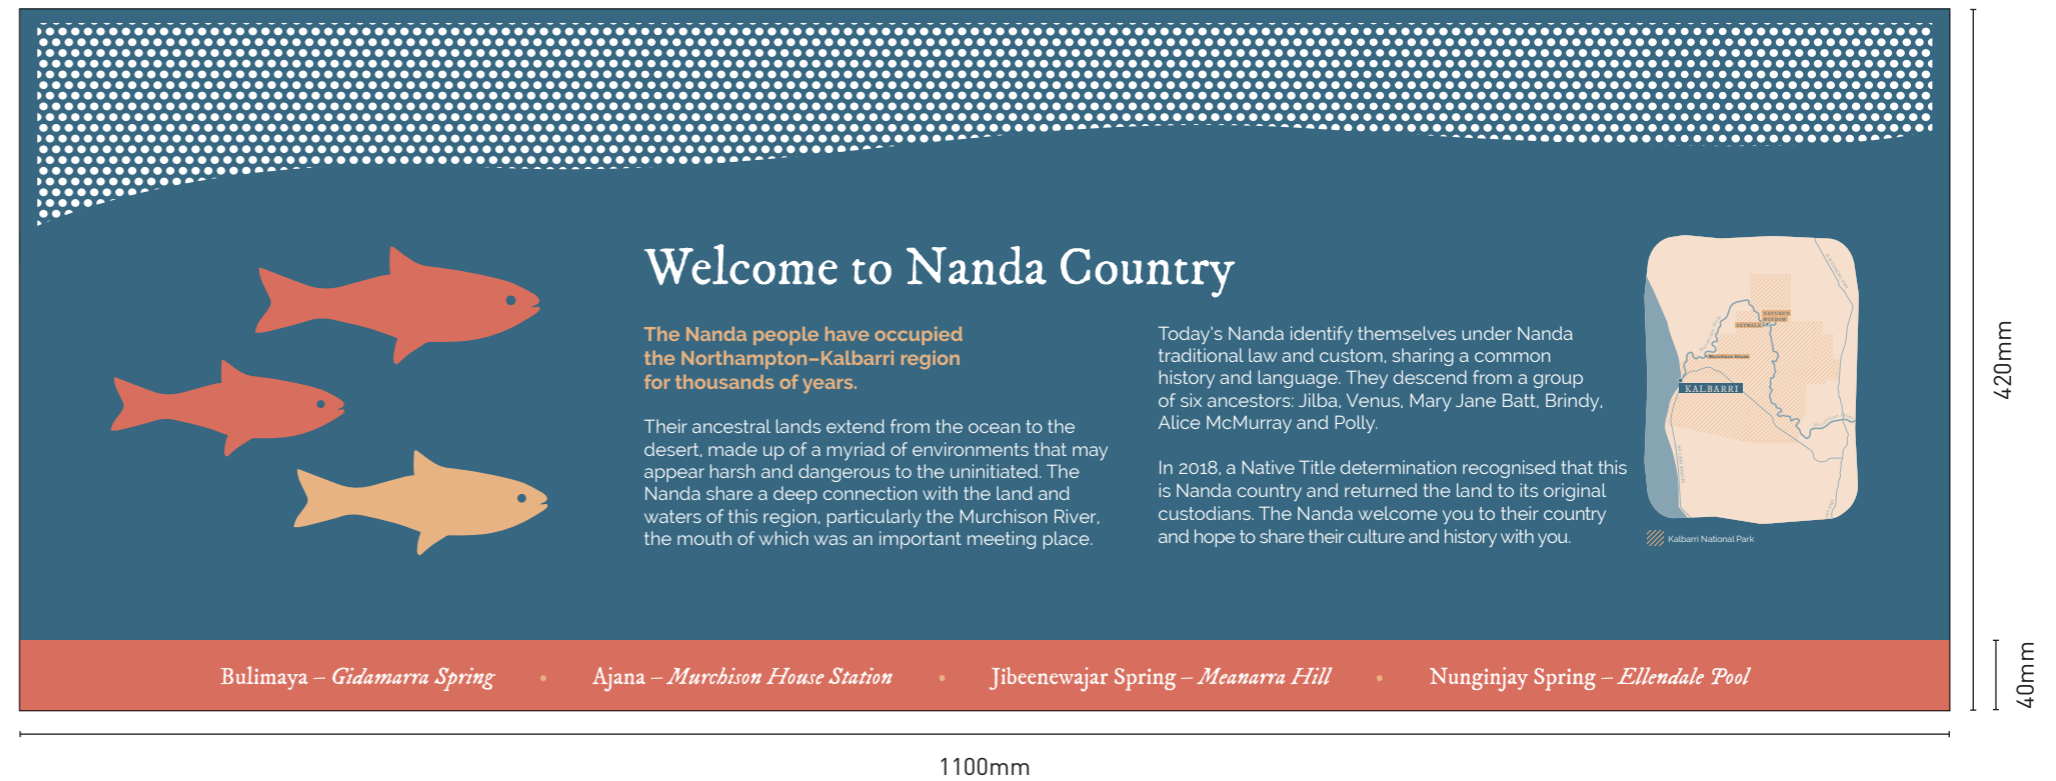 Welcome to Nanda Country
The Nanda people have occupied
the Northampton–Kalbarri region
for thousands of years.
Their ancestral lands extend from the ocean to the
desert, made up of a myriad of environments that may
appear harsh and dangerous to the uninitiated. The
Nanda share a deep connection with the land and
waters of this region, particularly the Murchison River,
the mouth of which was an important meeting place.
Today's Nanda identify themselves under Nanda
traditional law and custom, sharing a common
history and language. They descend from a group
of six ancestors: Jilba, Venus, Mary Jane Batt, Brindy,
Alice McMurray and Polly.
In 2018, a Native Title determination recognised that this
is Nanda country and returned the land to its original
custodians. The Nanda welcome you to their country
and hope to share their culture and history with you.
NATURE'S
WINDOW
SKYWALK
Murchison House
KALBARRI
Kalbarri National Park
Bulimaya – Gidamarra Spring • Ajana – Murchison House Station • Jibeenewajar Spring – Meanarra Hill • Nunginjay Spring – Ellendale Pool
420mm
40mm
1100mm